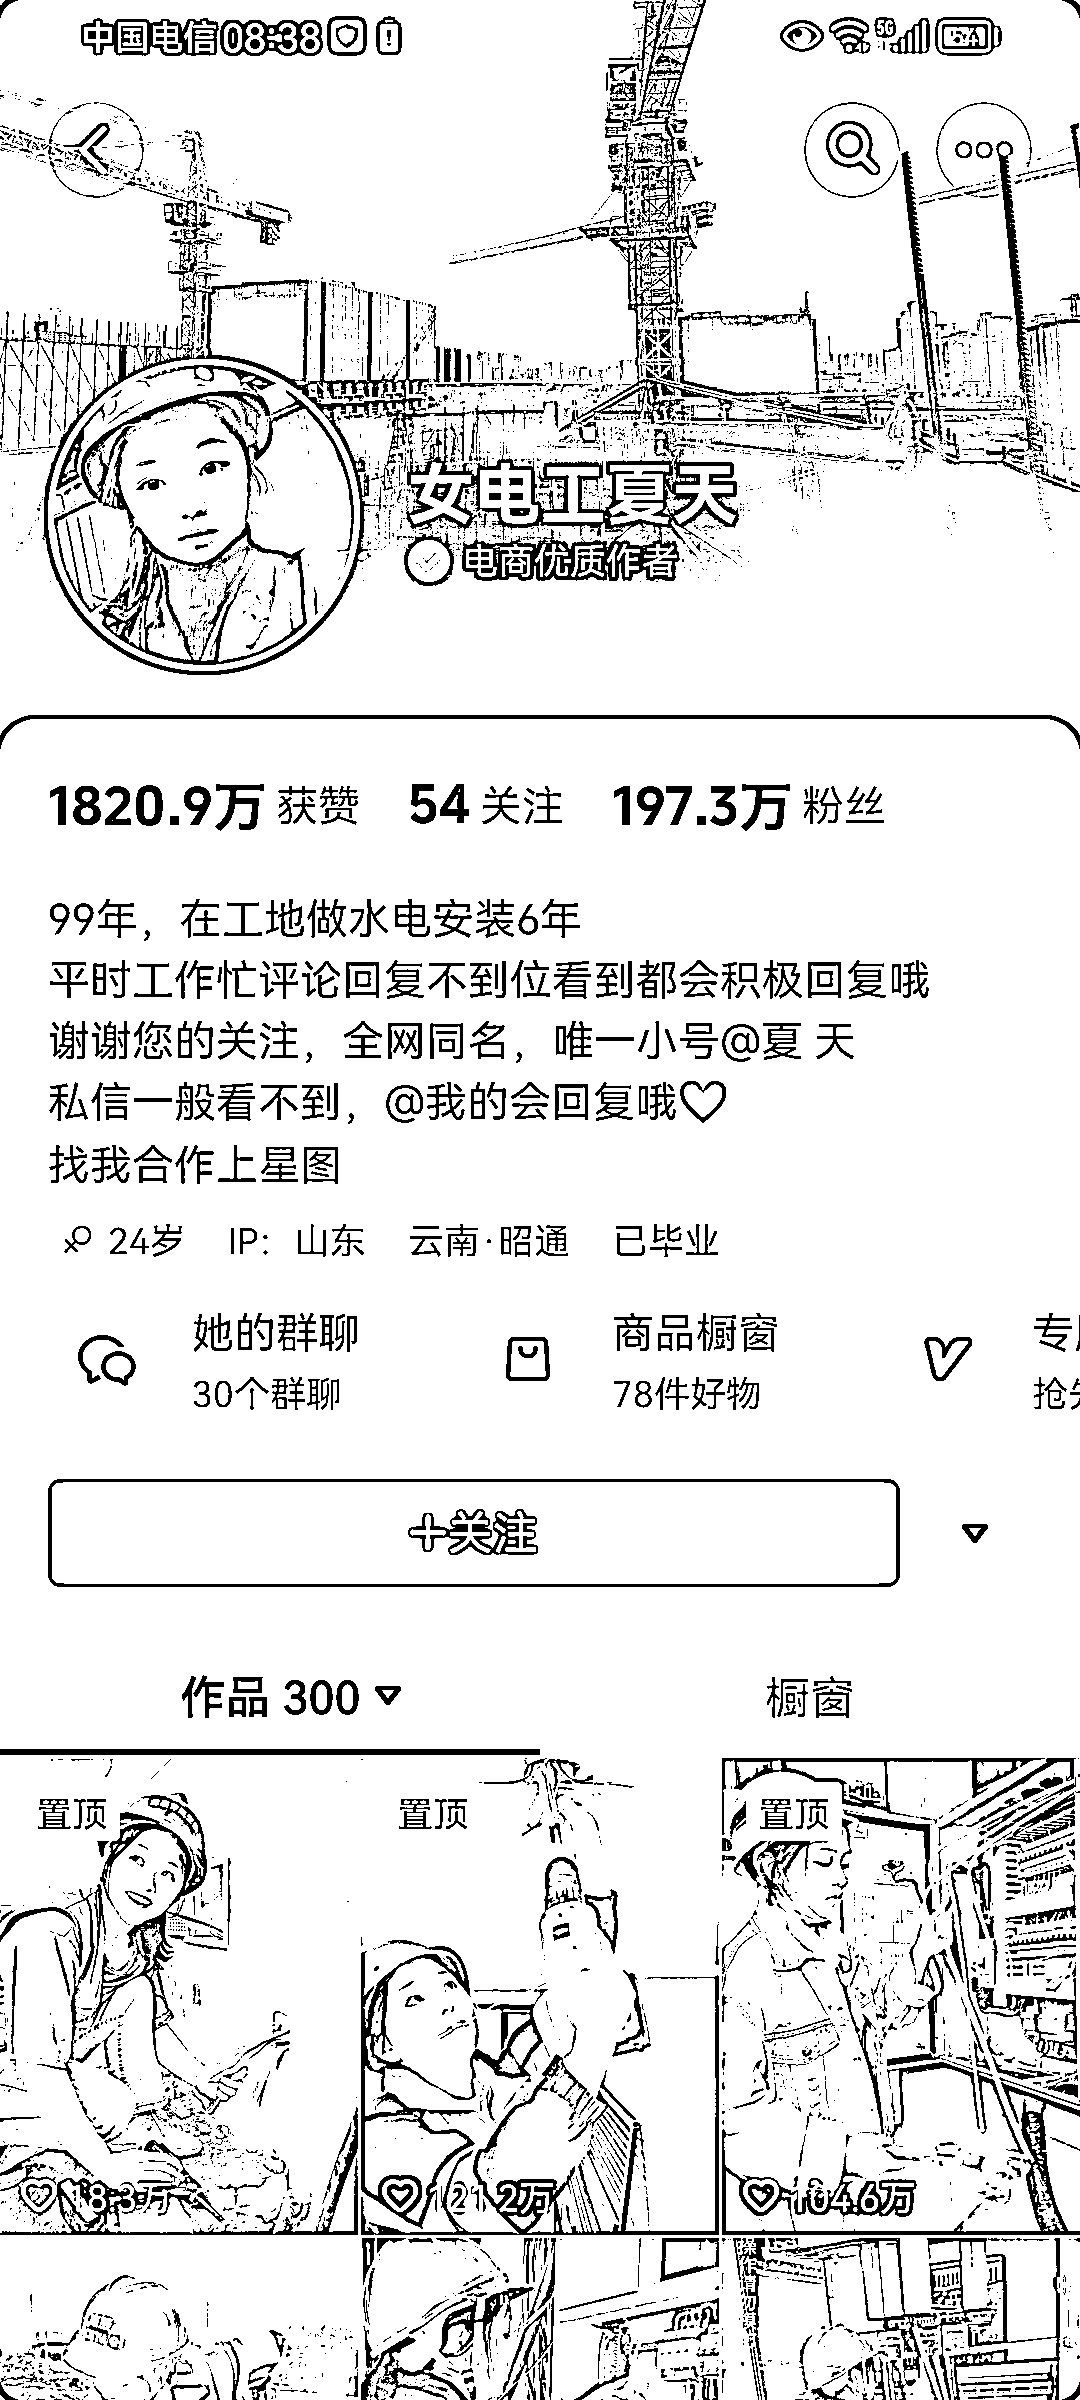 中国电信 08:38
5G
女电工夏天
电商优质作者
1820.9万 获赞 54 关注 197.3万 粉丝
99年，在工地做水电安装6年
平时工作忙评论回复不到位看到都会积极回复哦
谢谢您的关注，全网同名，唯一小号@夏 天
私信一般看不到，@我的会回复哦♡
找我合作上星图
24岁 IP：山东 云南·昭通 已毕业
她的群聊 商品橱窗
30个群聊 78件好物 抢
+关注
作品 300 橱窗
置顶 置顶 置顶
18.3万 121.2万 104.6万